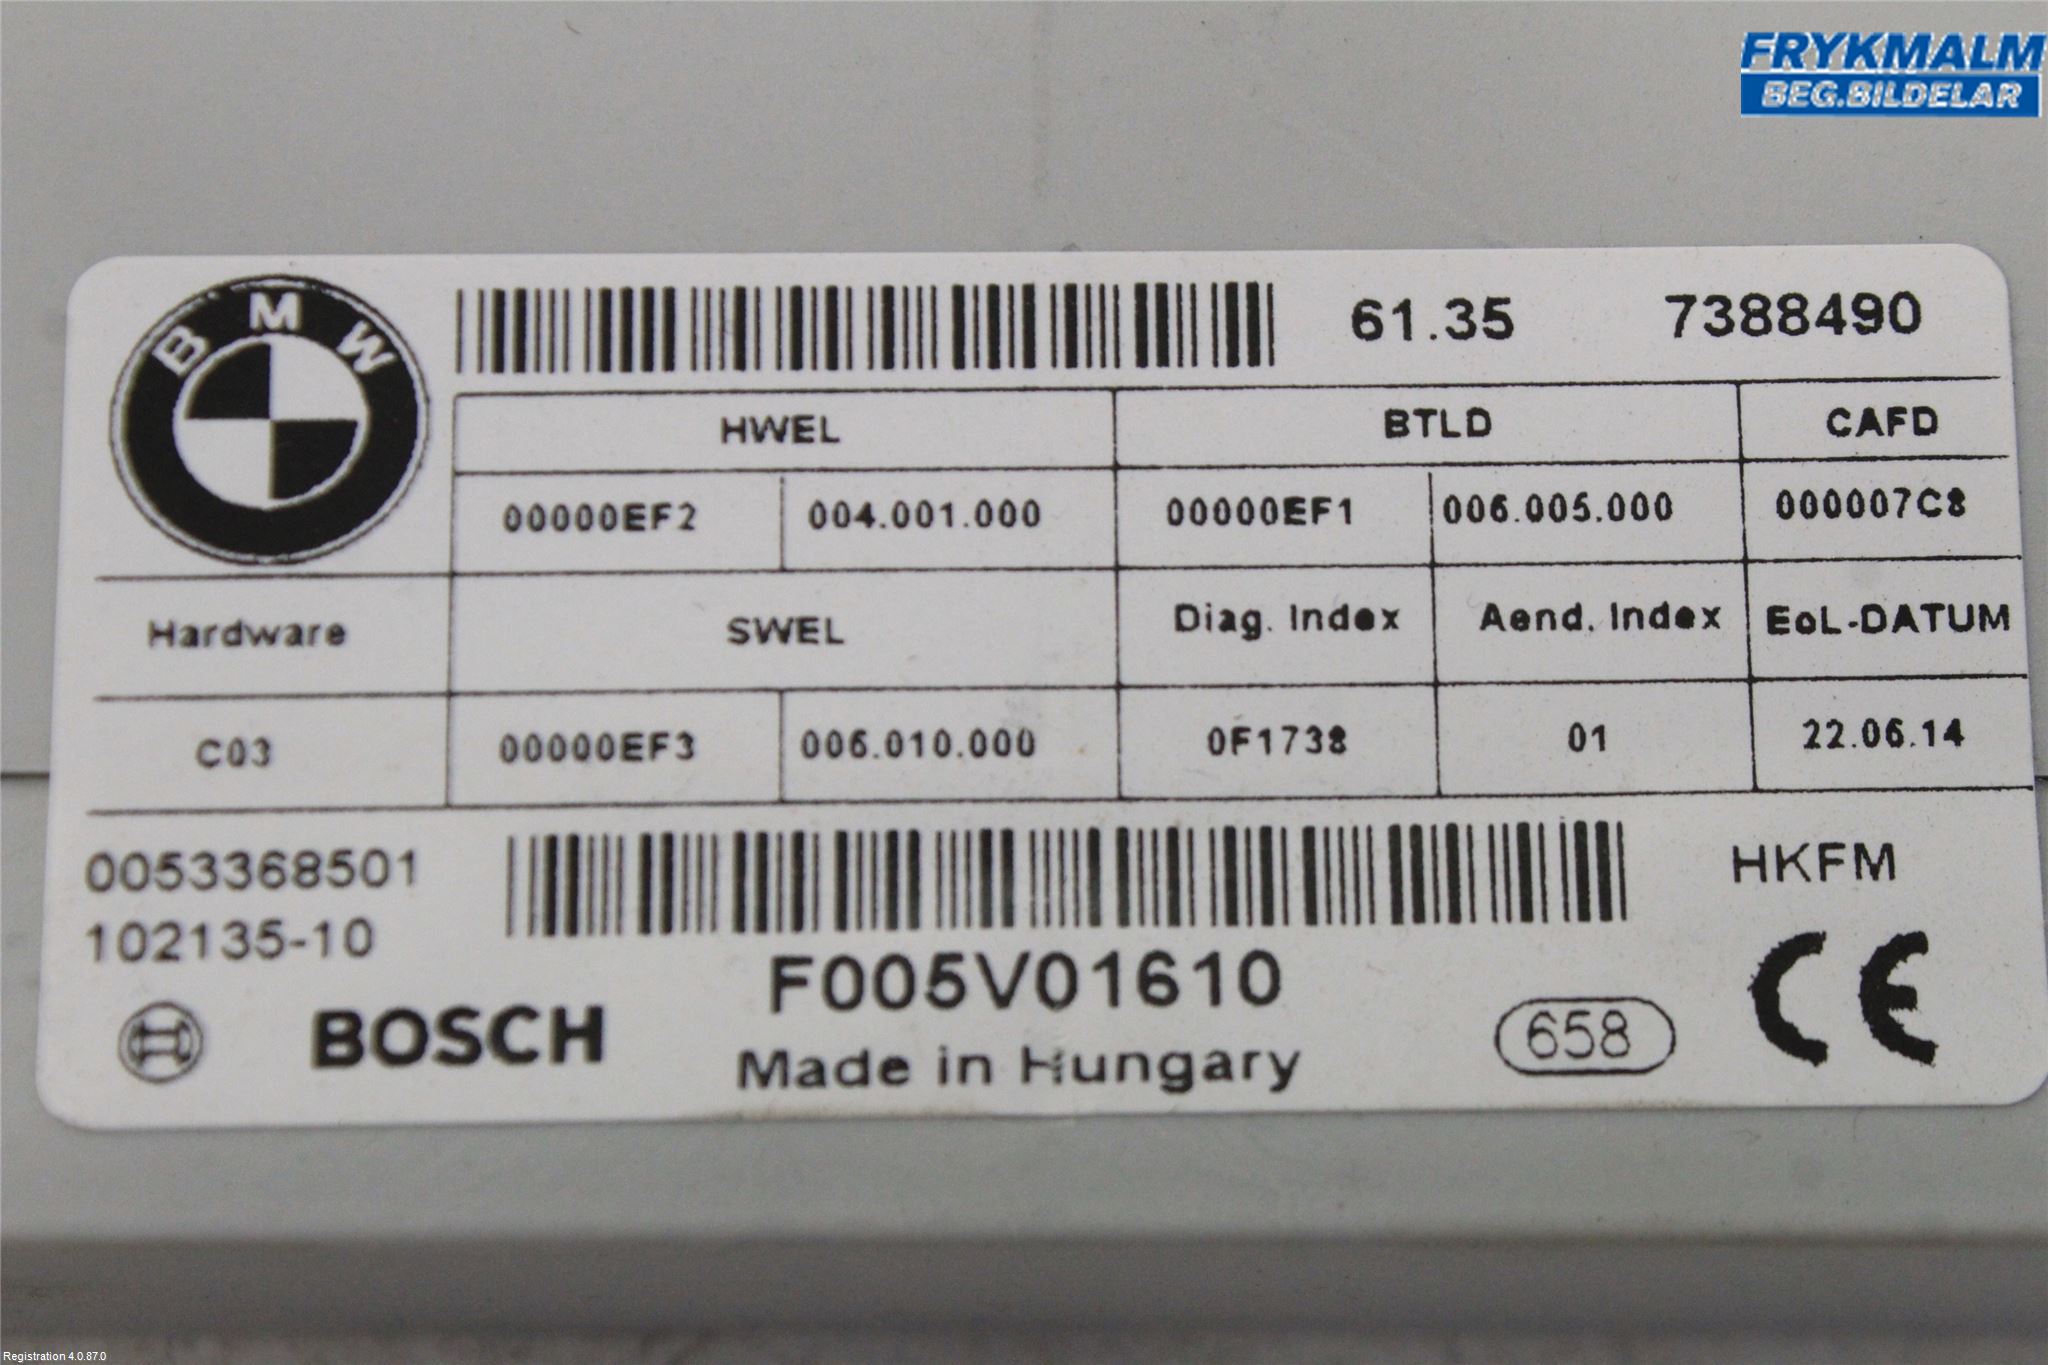 FRYKMALM
BEG.BILDELAR
BMW
61.35 7388490
HWEL BTLD CAFD
00000EF2 004.001.000 00000EF1 006.005.000 000007C8
Hardware SWEL Diag. Index Aend. Index EoL-DATUM
C03 00000EF3 006.010.000 0F1738 01 22.06.14
0053368501 HKFM
102135-10
F005V01610
BOSCH Made in Hungary 658 CE
Registration 4.0.87.0